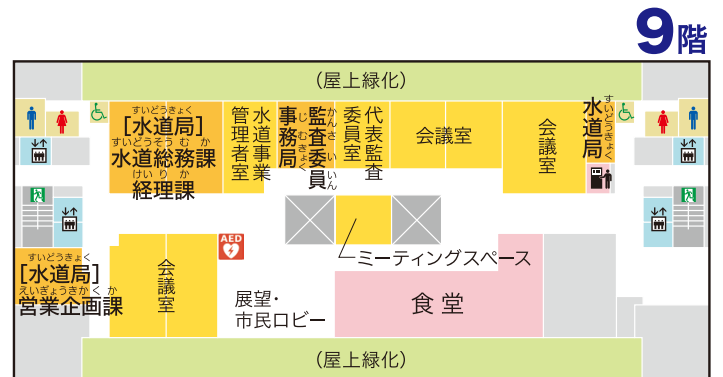 9階
(屋上緑化)
すいどうきょく
[水道局]
すいどうそう む か
水道総務課
けい り か
経理課
水道事業
管理者室
じ む きょく
事務局
かん さ い いん
監査委員
代表監査
委員室
会議室
会議室
すいどうきょく
水道局
ミーティングスペース
すいどうきょく
[水道局]
えいぎょうきかく か
営業企画課
会議室
AED
展望・
市民ロビー
食堂
(屋上緑化)